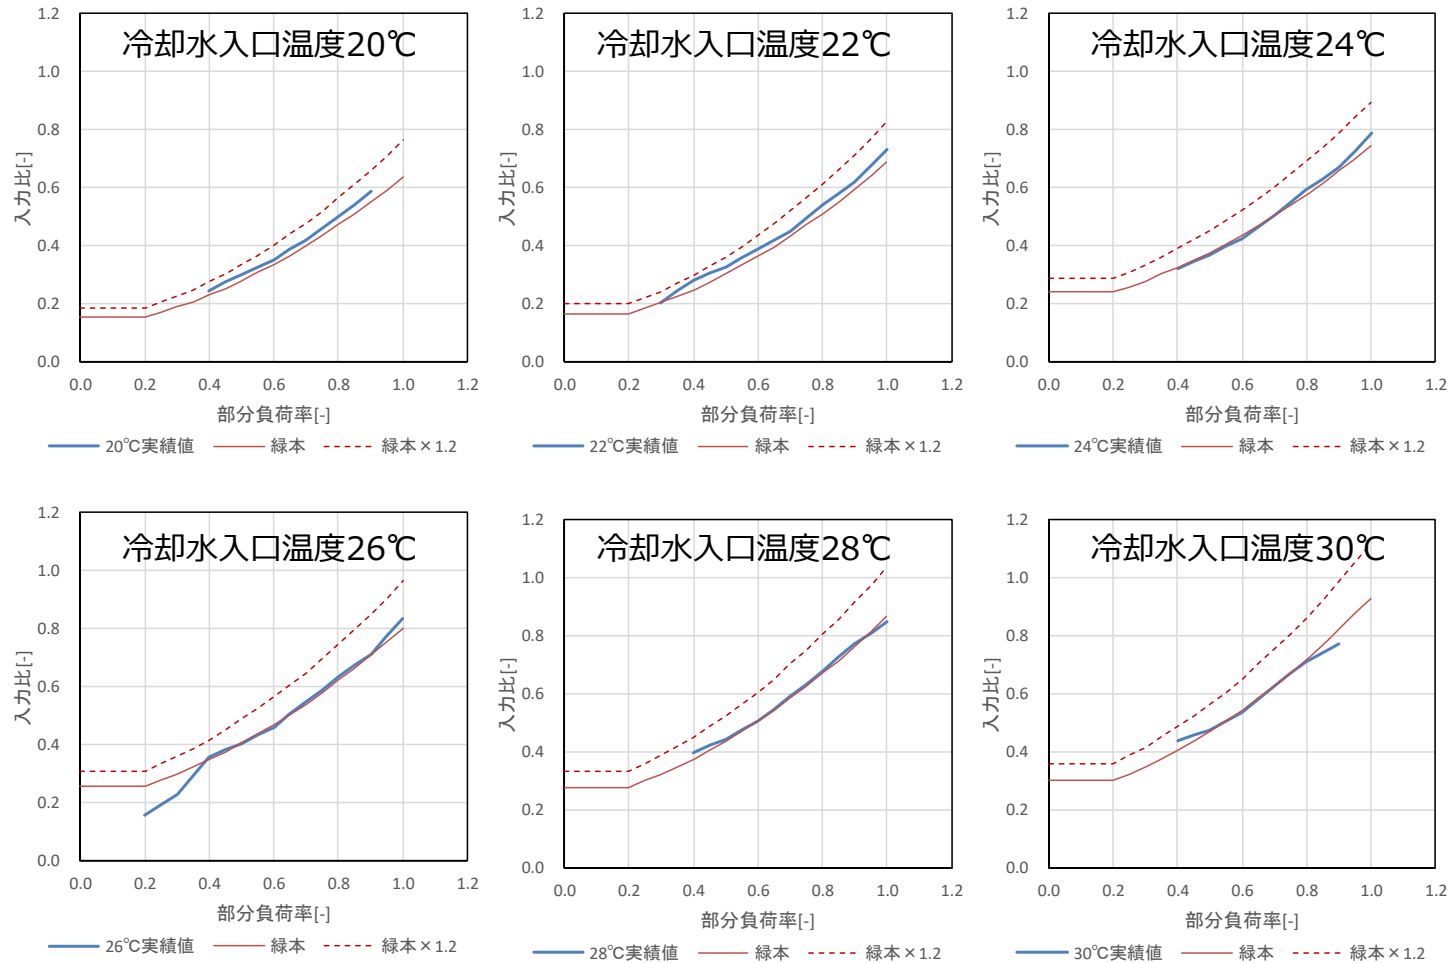 冷却水入口温度20℃
1.2
1.0
0.8
0.6
0.4
0.2
0.0
入力比[-]
0.0 0.2 0.4 0.6 0.8 1.0 1.2
部分負荷率[-]
20℃実績値 緑本 緑本×1.2
冷却水入口温度22℃
1.2
1.0
0.8
0.6
0.4
0.2
0.0
入力比[-]
0.0 0.2 0.4 0.6 0.8 1.0 1.2
部分負荷率[-]
22℃実績値 緑本 緑本×1.2
冷却水入口温度24℃
1.2
1.0
0.8
0.6
0.4
0.2
0.0
入力比[-]
0.0 0.2 0.4 0.6 0.8 1.0 1.2
部分負荷率[-]
24℃実績値 緑本 緑本×1.2
冷却水入口温度26℃
1.2
1.0
0.8
0.6
0.4
0.2
0.0
入力比[-]
0.0 0.2 0.4 0.6 0.8 1.0 1.2
部分負荷率[-]
26℃実績値 緑本 緑本×1.2
冷却水入口温度28℃
1.2
1.0
0.8
0.6
0.4
0.2
0.0
入力比[-]
0.0 0.2 0.4 0.6 0.8 1.0 1.2
部分負荷率[-]
28℃実績値 緑本 緑本×1.2
冷却水入口温度30℃
1.2
1.0
0.8
0.6
0.4
0.2
0.0
入力比[-]
0.0 0.2 0.4 0.6 0.8 1.0 1.2
部分負荷率[-]
30℃実績値 緑本 緑本×1.2